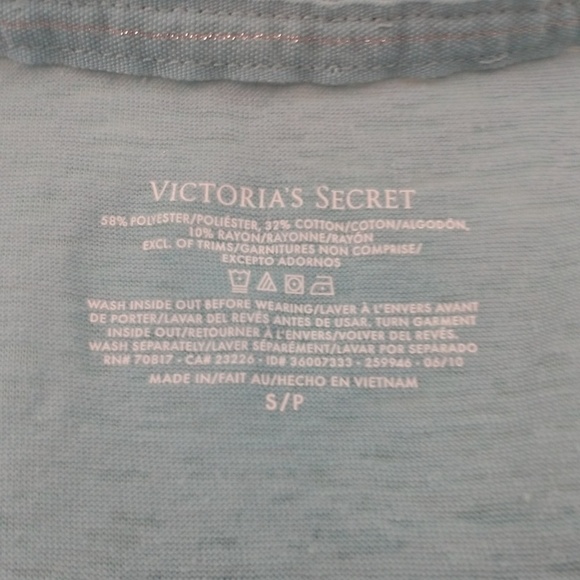 VICTORIA'S SECRET
58% POLYESTER/POLIÉSTER, 32% COTTON/COTON/ALGODÓN,
10% RAYON/RAYONNE/RAYÓN
EXCL. OF TRIMS/GARNITURES NON COMPRISE/
EXCEPTO ADORNOS
WASH INSIDE OUT BEFORE WEARING/LAVER À L'ENVERS AVANT
DE PORTER/LAVAR DEL REVÉS ANTES DE USAR. TURN GARMENT
INSIDE OUT/RETOURNER À L'ENVERS/VOLVER DEL REVÉS.
WASH SEPARATELY/LAVER SÉPARÉMENT/LAVAR POR SEPARADO
RN# 70817 - CA# 23226 - ID# 36007333 - 259946 - 06/10
MADE IN/FAIT AU/HECHO EN VIETNAM
S/P